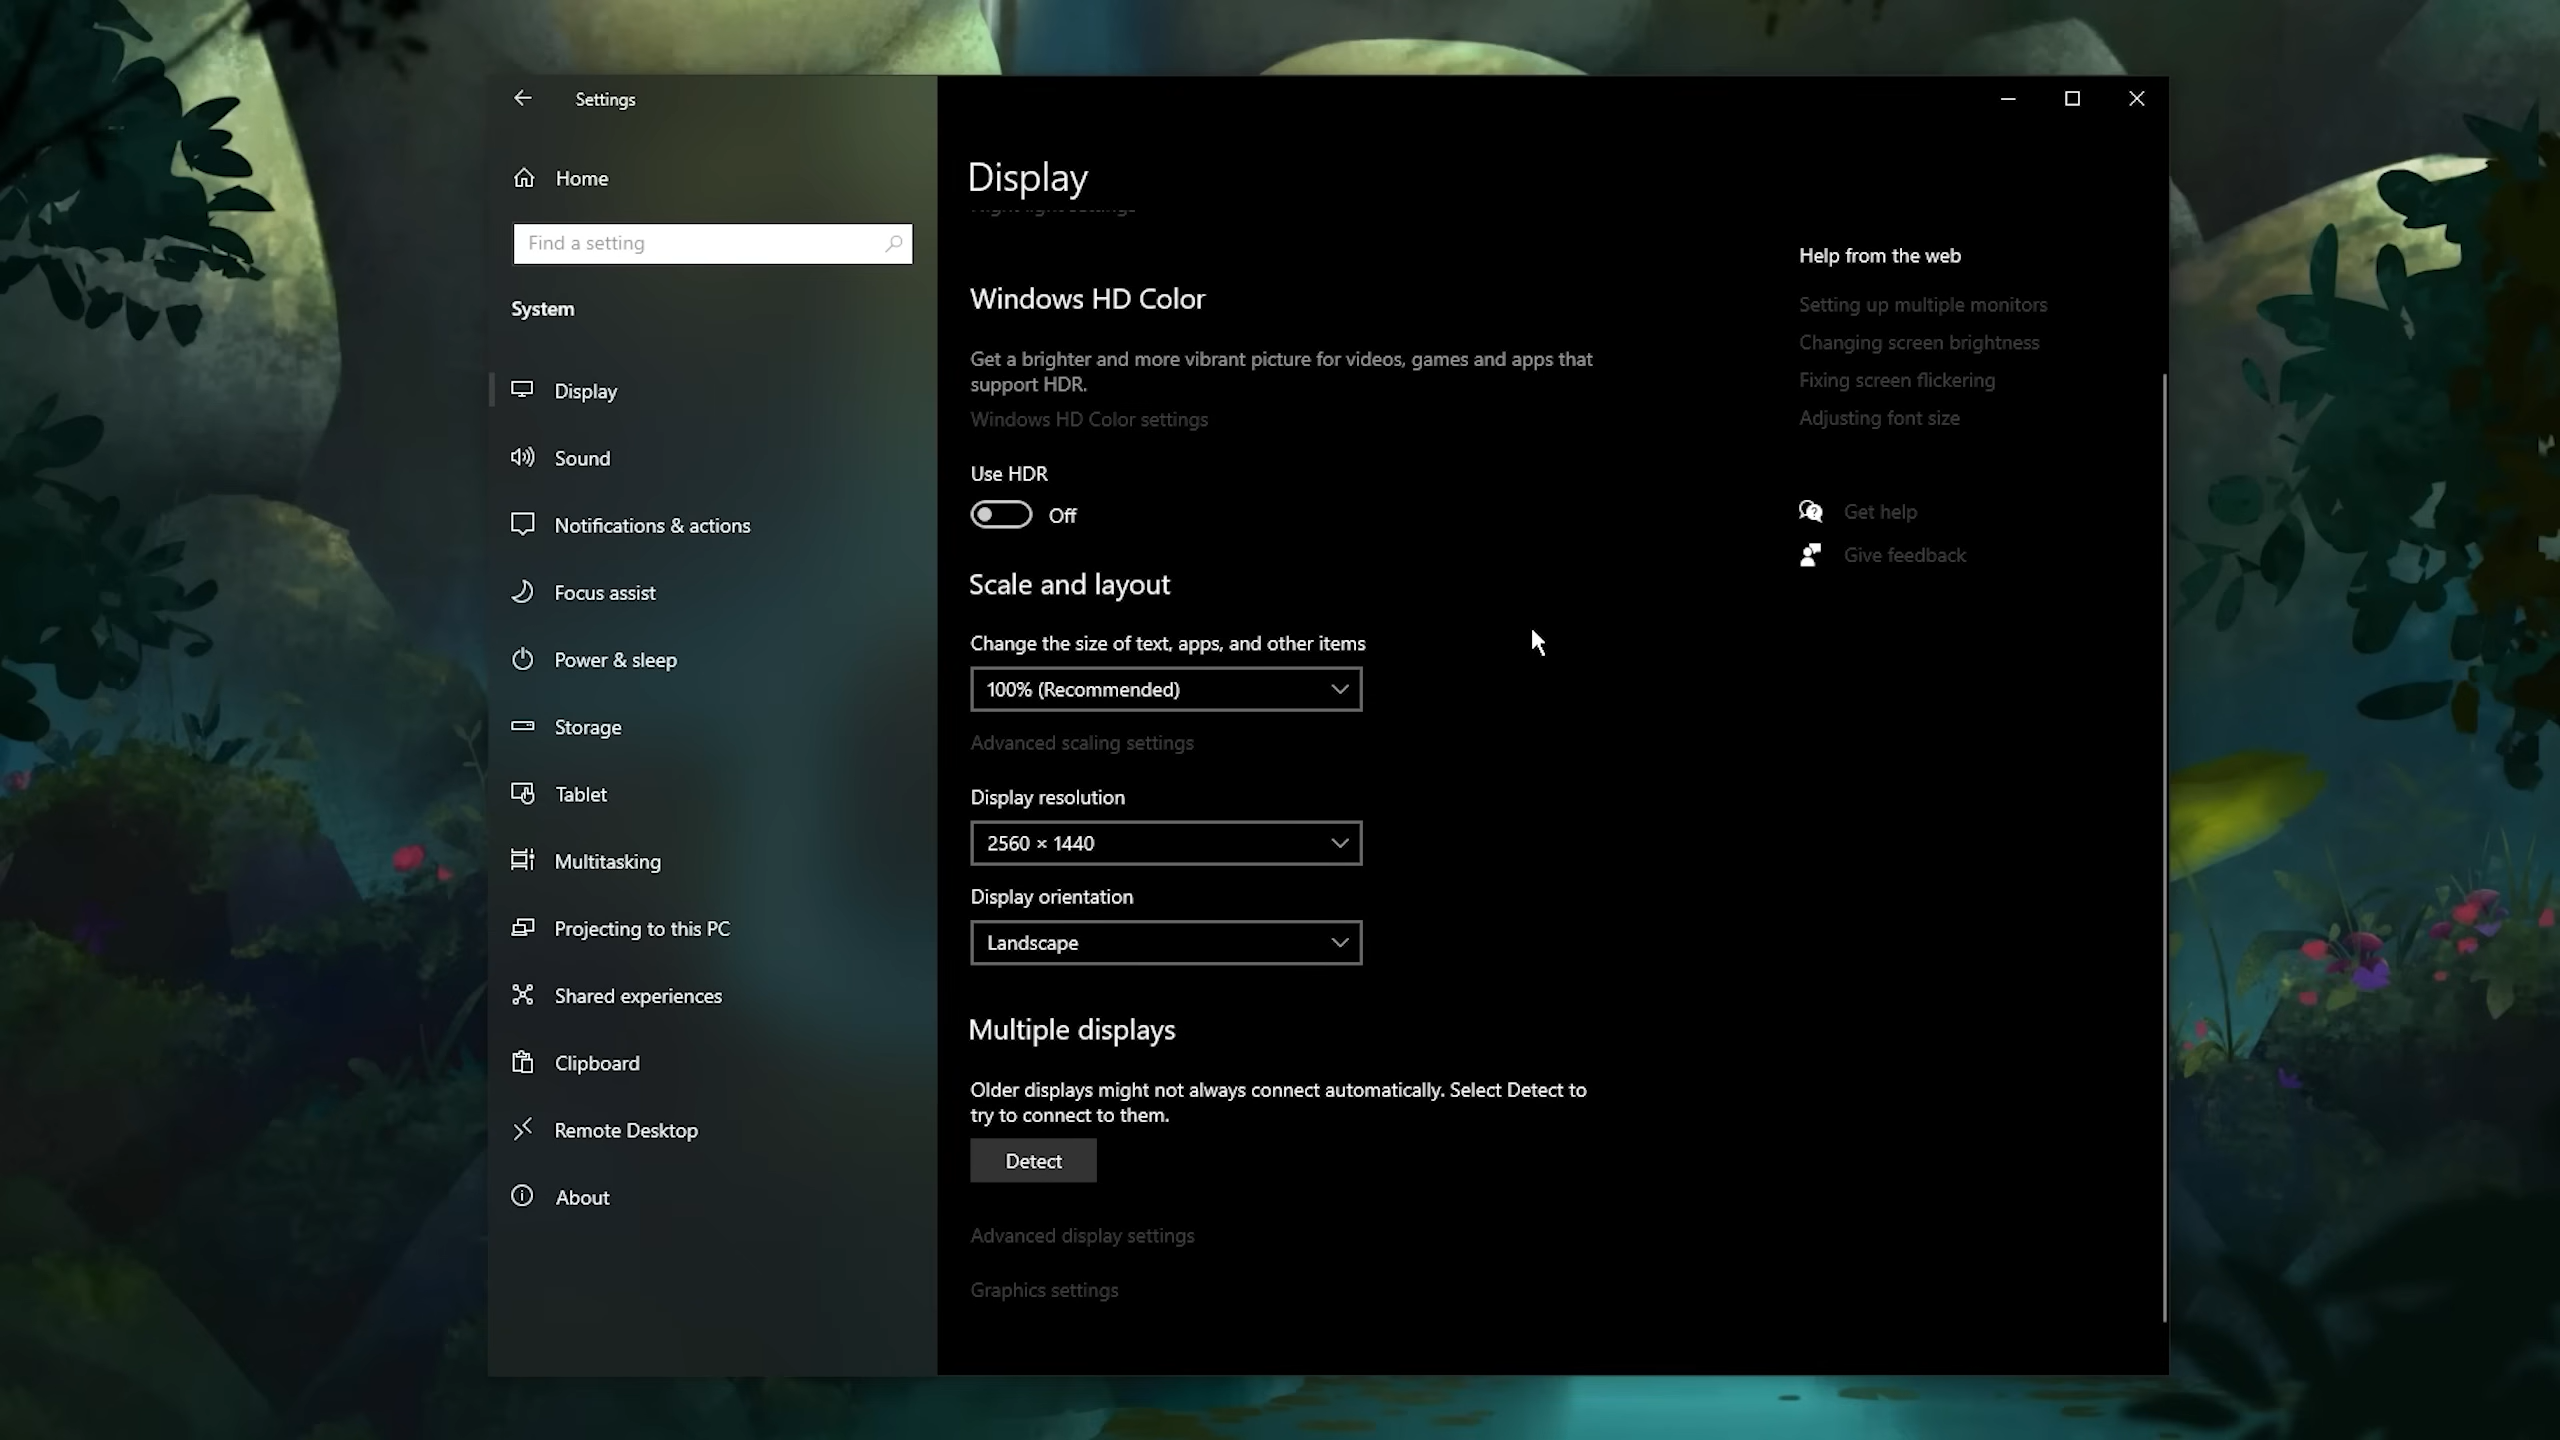 Settings
Home
Find a setting
System
Display
Sound
Notifications & actions
Focus assist
Power & sleep
Storage
Tablet
Multitasking
Projecting to this PC
Shared experiences
Clipboard
Remote Desktop
About
Display
Windows HD Color
Get a brighter and more vibrant picture for videos, games and apps that
support HDR.
Windows HD Color settings
Use HDR
Off
Scale and layout
Change the size of text, apps, and other items
100% (Recommended)
Advanced scaling settings
Display resolution
2560 × 1440
Display orientation
Landscape
Multiple displays
Older displays might not always connect automatically. Select Detect to
try to connect to them.
Detect
Advanced display settings
Graphics settings
Help from the web
Setting up multiple monitors
Changing screen brightness
Fixing screen flickering
Adjusting font size
Get help
Give feedback